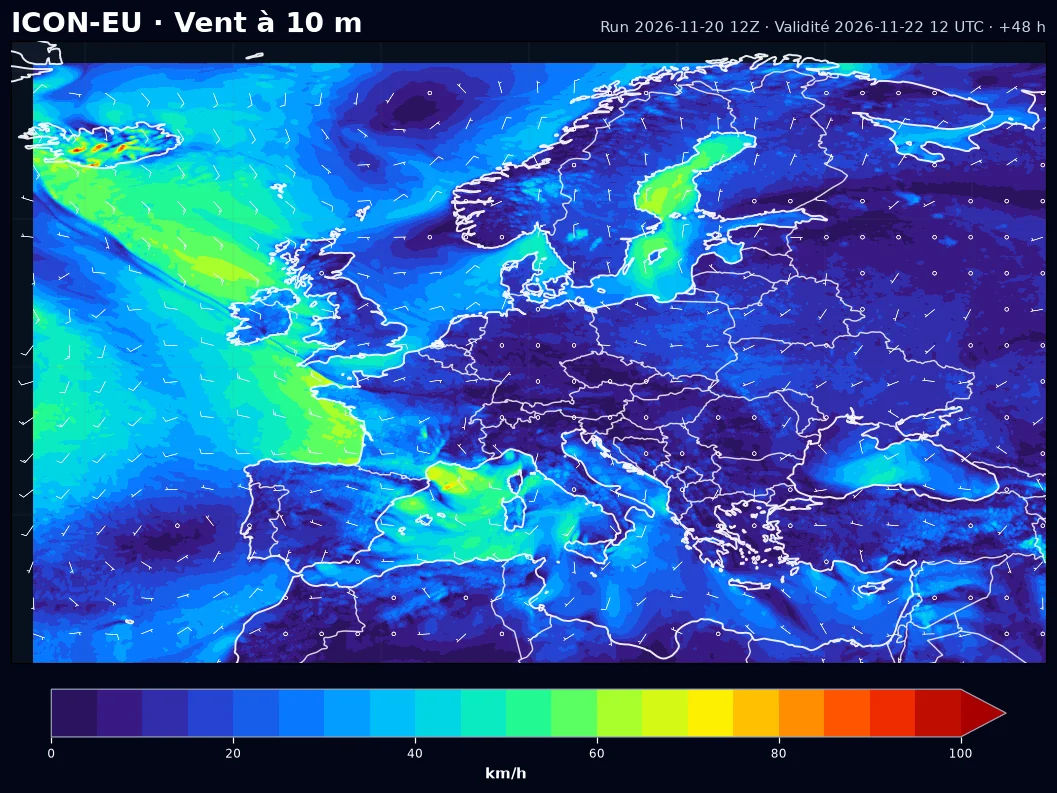 ICON-EU · Vent à 10 m
Run 2026-11-20 12Z · Validité 2026-11-22 12 UTC · +48 h
0 20 40 60 80 100
km/h